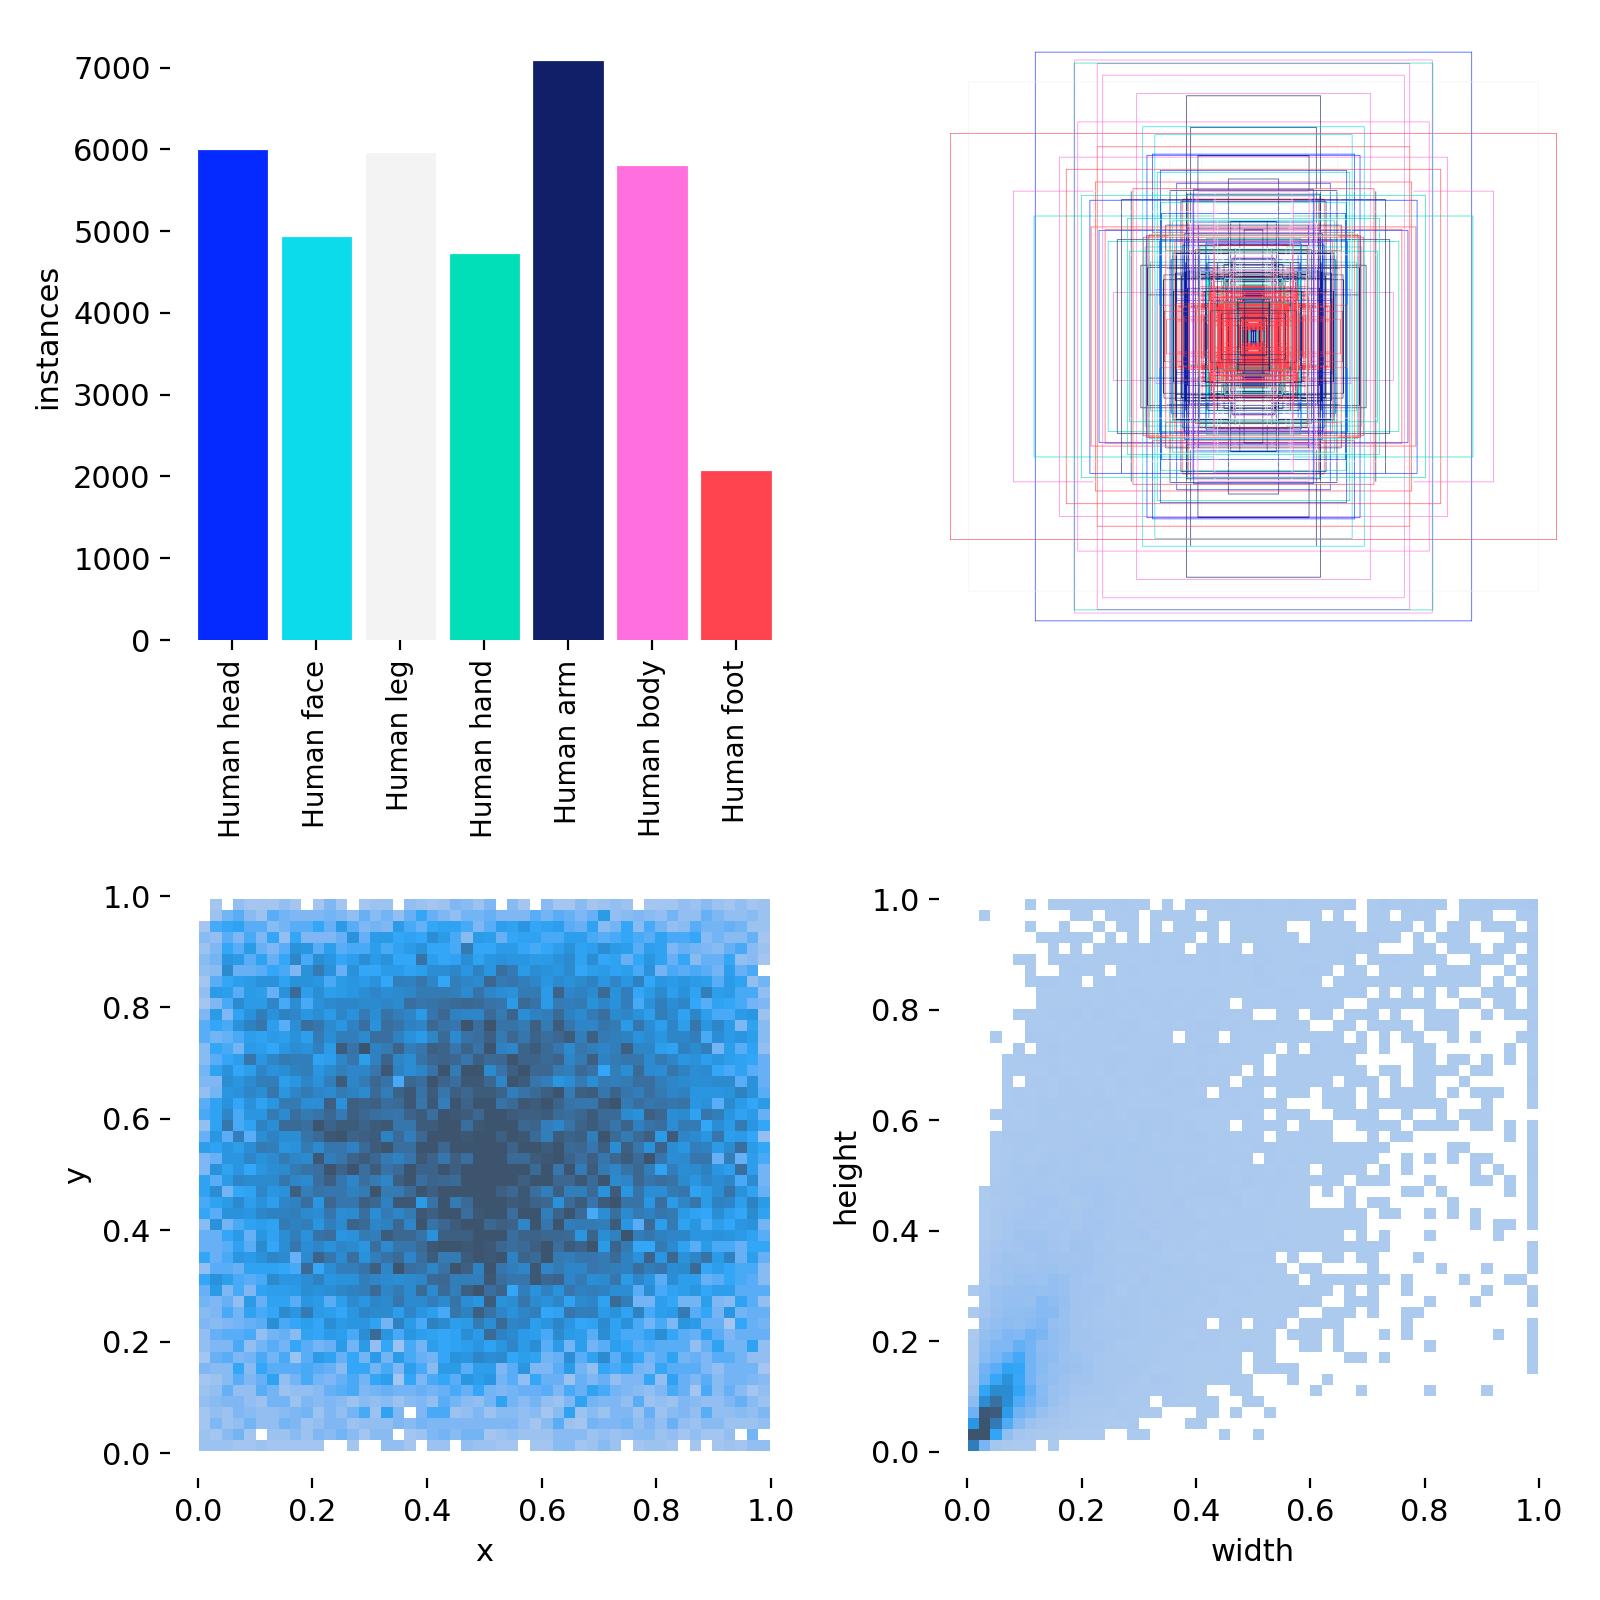 7000
6000
5000
4000
3000
2000
1000
0
instances
Human head
Human face
Human leg
Human hand
Human arm
Human body
Human foot
1.0
0.8
0.6
0.4
0.2
0.0
y
0.0 0.2 0.4 0.6 0.8 1.0
x
1.0
0.8
0.6
0.4
0.2
0.0
height
0.0 0.2 0.4 0.6 0.8 1.0
width